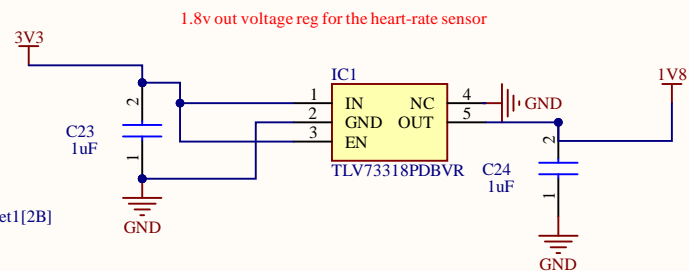 1.8v out voltage reg for the heart-rate sensor
3V3
IC1
1V8
1 IN NC 4 GND
2 GND OUT 5
3 EN
2
C23
1uF
1
TLV73318PDBVR
2
C24
1uF
1
et1[2B]
GND
GND